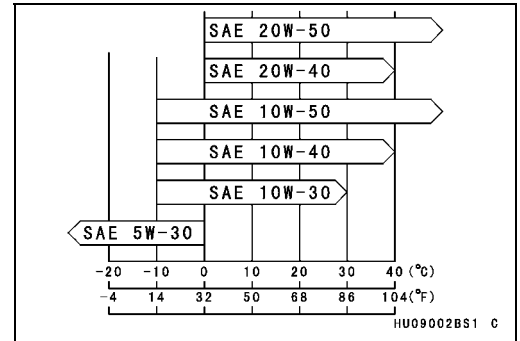 SAE 20W-50
SAE 20W-40
SAE 10W-50
SAE 10W-40
SAE 10W-30
SAE 5W-30
-20 -10 0 10 20 30 40 (°C)
-4 14 32 50 68 86 104(°F)
HU09002BS1 C